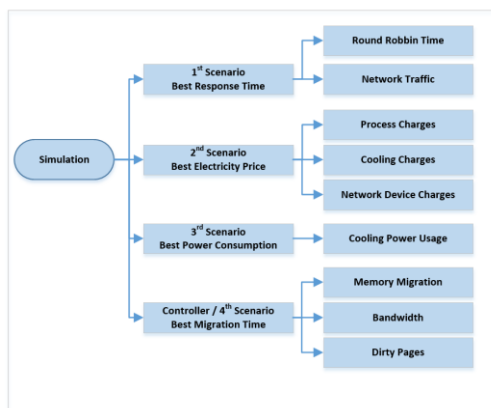 Simulation
1st Scenario
Best Response Time
Round Robbin Time
Network Traffic
2nd Scenario
Best Electricity Price
Process Charges
Cooling Charges
Network Device Charges
3rd Scenario
Best Power Consumption
Cooling Power Usage
Controller / 4th Scenario
Best Migration Time
Memory Migration
Bandwidth
Dirty Pages